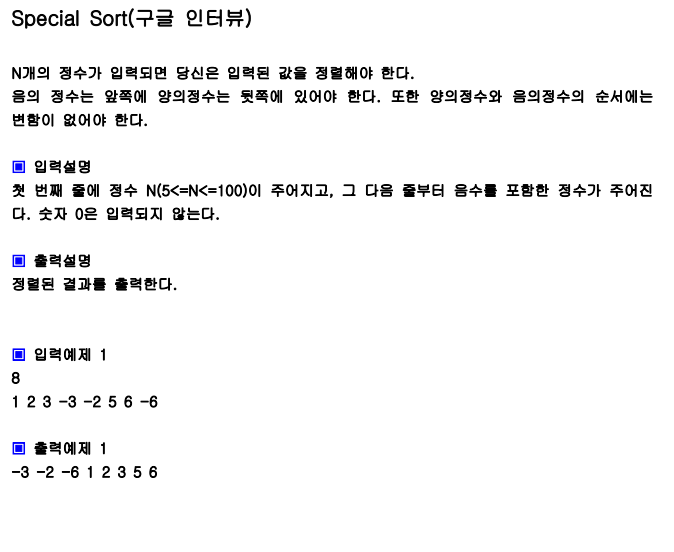 Special Sort(구글 인터뷰)
N개의 정수가 입력되면 당신은 입력된 값을 정렬해야 한다.
음의 정수는 앞쪽에 양의정수는 뒷쪽에 있어야 한다. 또한 양의정수와 음의정수의 순서에는
변함이 없어야 한다.
▣ 입력설명
첫 번째 줄에 정수 N(5<=N<=100)이 주어지고, 그 다음 줄부터 음수를 포함한 정수가 주어진
다. 숫자 0은 입력되지 않는다.
▣ 출력설명
정렬된 결과를 출력한다.
▣ 입력예제 1
8
1 2 3 -3 -2 5 6 -6
▣ 출력예제 1
-3 -2 -6 1 2 3 5 6